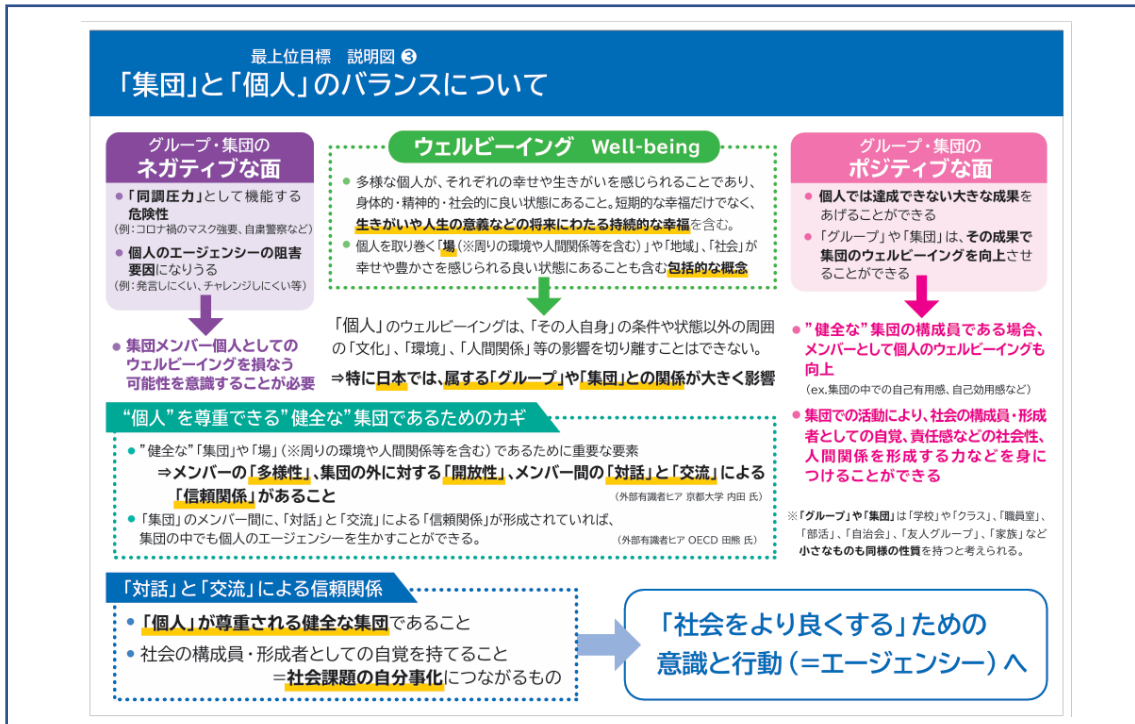 最上位目標　説明図 ❸
「集団」と「個人」のバランスについて
グループ・集団の
ネガティブな面
● 「同調圧力」として機能する
危険性
（例：コロナ禍のマスク強要、自粛警察など）
● 個人のエージェンシーの阻害
要因になりうる
（例：発言しにくい、チャレンジしにくい等）
● 集団メンバー個人としての
ウェルビーイングを損なう
可能性を意識することが必要
ウェルビーイング Well-being
● 多様な個人が、それぞれの幸せや生きがいを感じられることであり、
身体的・精神的・社会的に良い状態にあること。短期的な幸福だけでなく、
生きがいや人生の意義などの将来にわたる持続的な幸福を含む。
● 個人を取り巻く「場（※周りの環境や人間関係等を含む）」や「地域」、「社会」が
幸せや豊かさを感じられる良い状態にあることも含む包括的な概念
「個人」のウェルビーイングは、「その人自身」の条件や状態以外の周囲
の「文化」、「環境」、「人間関係」等の影響を切り離すことはできない。
⇒特に日本では、属する「グループ」や「集団」との関係が大きく影響
グループ・集団の
ポジティブな面
● 個人では達成できない大きな成果を
あげることができる
● 「グループ」や「集団」は、その成果で
集団のウェルビーイングを向上させ
ることができる
● ”健全な”集団の構成員である場合、
メンバーとして個人のウェルビーイングも
向上
（ex.集団の中での自己有用感、自己効用感など）
● 集団での活動により、社会の構成員・形成
者としての自覚、責任感などの社会性、
人間関係を形成する力などを身に
つけることができる
※「グループ」や「集団」は「学校」や「クラス」、「職員室」、
「部活」、「自治会」、「友人グループ」、「家族」など
小さなものも同様の性質を持つと考えられる。
“個人”を尊重できる”健全な”集団であるためのカギ
● ”健全な”「集団」や「場」（※周りの環境や人間関係等を含む）であるために重要な要素
⇒メンバーの「多様性」、集団の外に対する「開放性」、メンバー間の「対話」と「交流」による
「信頼関係」があること
（外部有識者ヒア 京都大学 内田 氏）
● 「集団」のメンバー間に、「対話」と「交流」による「信頼関係」が形成されていれば、
集団の中でも個人のエージェンシーを生かすことができる。
（外部有識者ヒア OECD 田熊 氏）
「対話」と「交流」による信頼関係
● 「個人」が尊重される健全な集団であること
● 社会の構成員・形成者としての自覚を持てること
＝社会課題の自分事化につながるもの
「社会をより良くする」ための
意識と行動（＝エージェンシー）へ